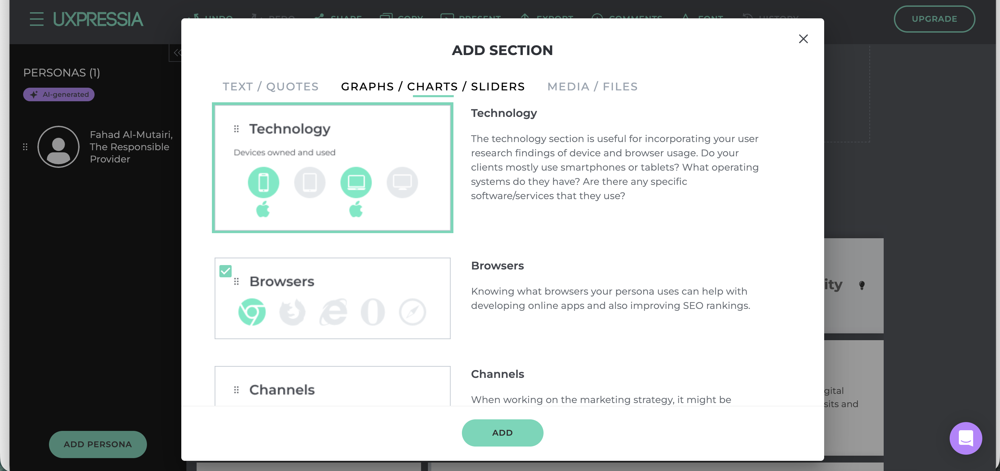 UXPRESSIA
UNDO
REDO
SHARE
COPY
PRESENT
EXPORT
COMMENTS
FONT
HISTORY
UPGRADE
PERSONAS (1)
AI-generated
Fahad Al-Mutairi,
The Responsible
Provider
ADD PERSONA
ADD SECTION
TEXT / QUOTES
GRAPHS / CHARTS / SLIDERS
MEDIA / FILES
Technology
Devices owned and used
Technology
The technology section is useful for incorporating your user
research findings of device and browser usage. Do your
clients mostly use smartphones or tablets? What operating
systems do they have? Are there any specific
software/services that they use?
Browsers
Browsers
Knowing what browsers your persona uses can help with
developing online apps and also improving SEO rankings.
Channels
Channels
When working on the marketing strategy, it might be
ADD
ity
gital
sits and